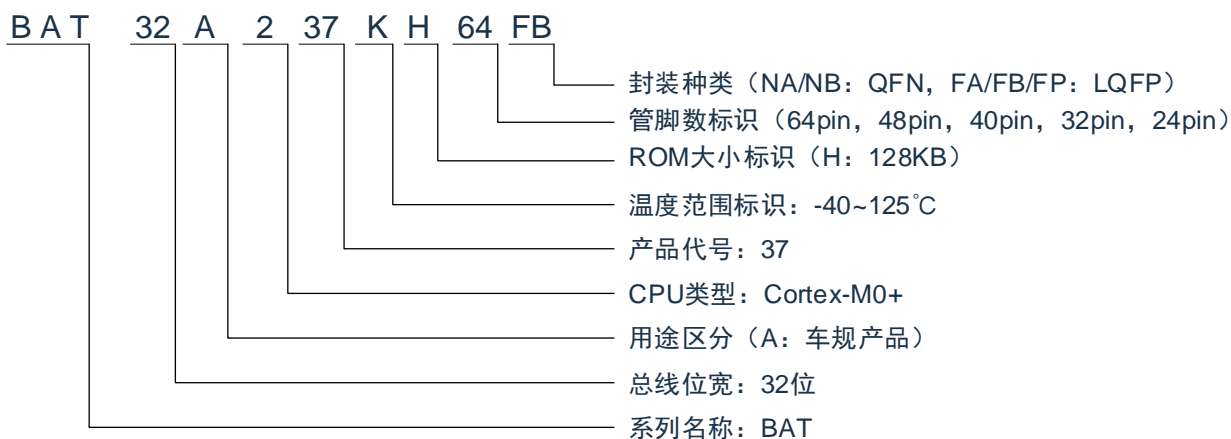 BAT 32 A 2 37 K H 64 FB
封装种类（NA/NB：QFN，FA/FB/FP：LQFP）
管脚数标识（64pin，48pin，40pin，32pin，24pin）
ROM大小标识（H：128KB）
温度范围标识：-40~125℃
产品代号：37
CPU类型：Cortex-M0+
用途区分（A：车规产品）
总线位宽：32位
系列名称：BAT